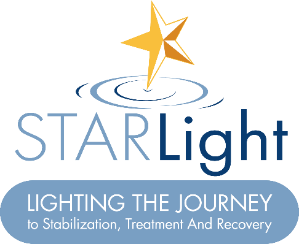 STARLight
LIGHTING THE JOURNEY
to Stabilization, Treatment And Recovery